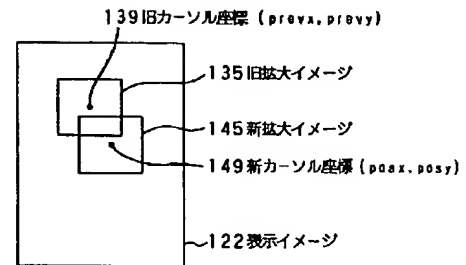 139旧カーソル座標 (prevx, prevy)
135旧拡大イメージ
145新拡大イメージ
149新カーソル座標 (posx, posy)
122表示イメージ